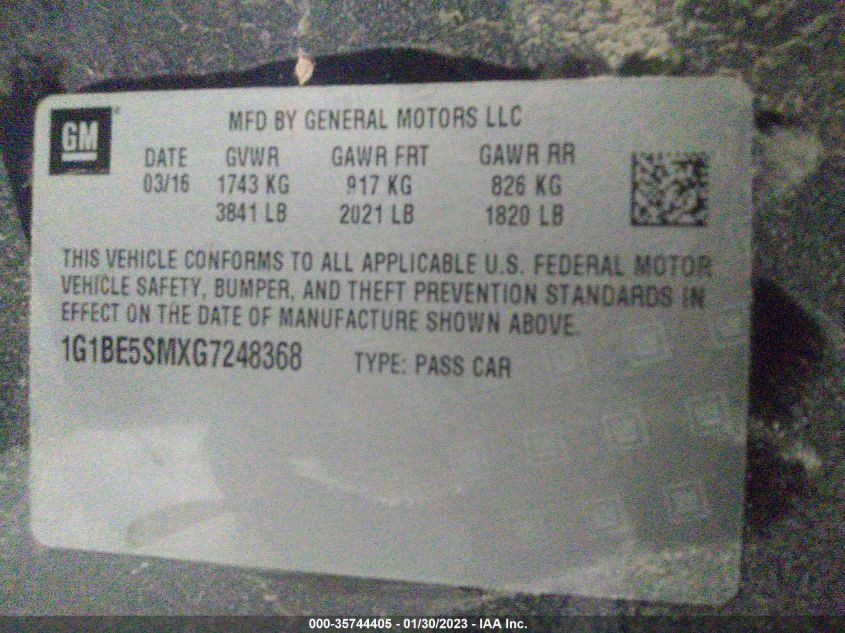 GM
MFD BY GENERAL MOTORS LLC
DATE GVWR GAWR FRT GAWR RR
03/16 1743 KG 917 KG 826 KG
3841 LB 2021 LB 1820 LB
THIS VEHICLE CONFORMS TO ALL APPLICABLE U.S. FEDERAL MOTOR
VEHICLE SAFETY, BUMPER, AND THEFT PREVENTION STANDARDS IN
EFFECT ON THE DATE OF MANUFACTURE SHOWN ABOVE.
1G1BE5SMXG7248368 TYPE: PASS CAR
000-35744405 - 01/30/2023 - IAA Inc.